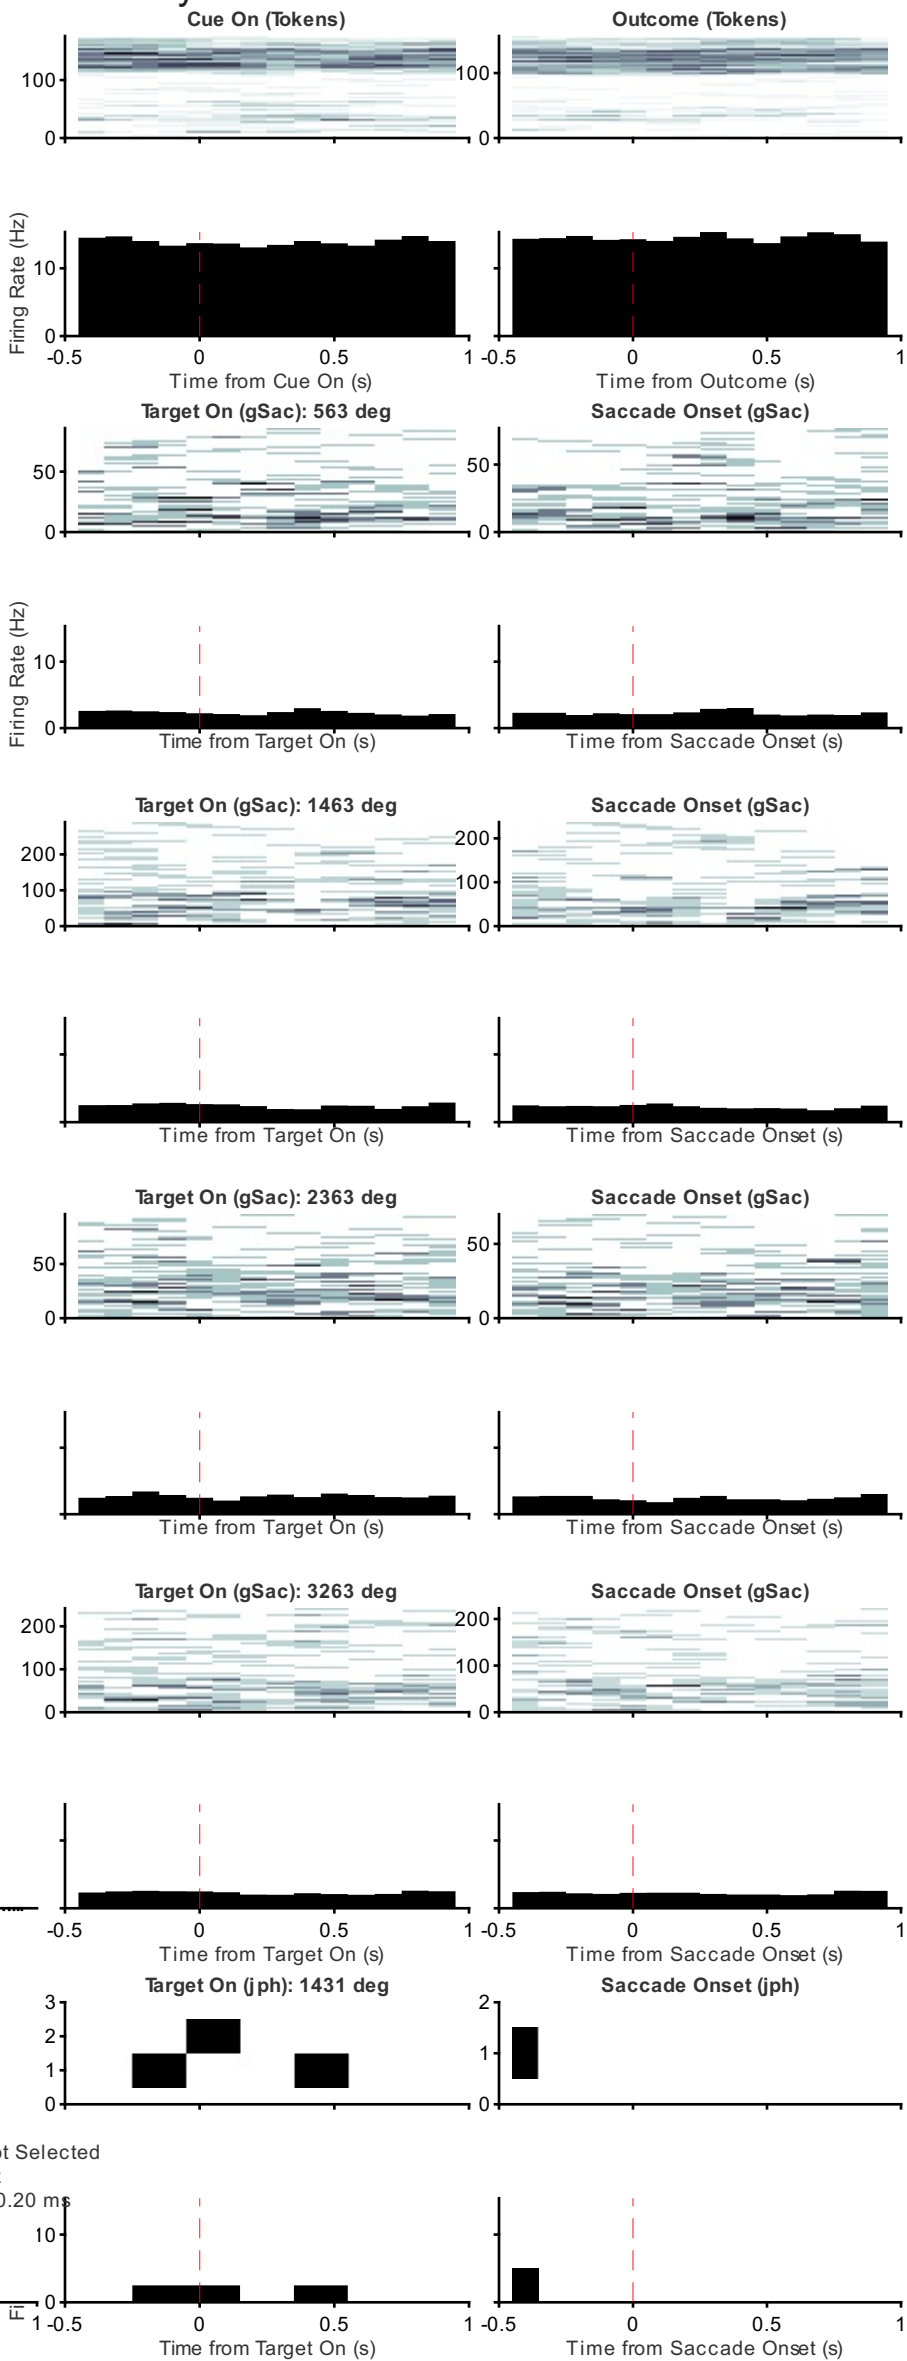 y
Cue On (Tokens) Outcome (Tokens)
100 100
0 0
Firing Rate (Hz)
10
0
-0.5 0 0.5 1 -0.5 0 0.5 1
Time from Cue On (s) Time from Outcome (s)
Target On (gSac): 563 deg Saccade Onset (gSac)
50 50
0 0
Firing Rate (Hz)
10
0
Time from Target On (s) Time from Saccade Onset (s)
Target On (gSac): 1463 deg Saccade Onset (gSac)
200 200
100 100
0 0
Time from Target On (s) Time from Saccade Onset (s)
Target On (gSac): 2363 deg Saccade Onset (gSac)
50 50
0 0
Time from Target On (s) Time from Saccade Onset (s)
Target On (gSac): 3263 deg Saccade Onset (gSac)
200 200
100 100
0 0
-0.5 0 0.5 1 -0.5 0 0.5 1
Time from Target On (s) Time from Saccade Onset (s)
Target On (jph): 1431 deg Saccade Onset (jph)
3 2
2 1
1
0 0
t Selected
0.20 ms
10
Fi 0
1 -0.5 0 0.5 1 -0.5 0 0.5 1
Time from Target On (s) Time from Saccade Onset (s)